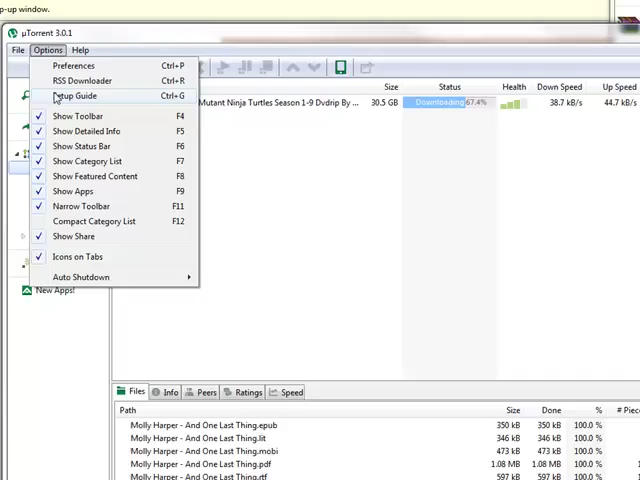 p-up window.
µTorrent 3.0.1
File Options Help
Preferences Ctrl+P
RSS Downloader Ctrl+R
Setup Guide Ctrl+G
Show Toolbar F4
Show Detailed Info F5
Show Status Bar F6
Show Category List F7
Show Featured Content F8
Show Apps F9
Narrow Toolbar F11
Compact Category List F12
Show Share
Icons on Tabs
Auto Shutdown
New Apps!
Size Status Health Down Speed Up Speed
Mutant Ninja Turtles Season 1-9 Dvdrip By ... 30.5 GB Downloading 67.4% 38.7 kB/s 44.7 kB/s
Files Info Peers Ratings Speed
Path Size Done % # Piec
Molly Harper - And One Last Thing.epub 350 kB 350 kB 100.0 %
Molly Harper - And One Last Thing.lit 346 kB 346 kB 100.0 %
Molly Harper - And One Last Thing.mobi 473 kB 473 kB 100.0 %
Molly Harper - And One Last Thing.pdf 1.08 MB 1.08 MB 100.0 %
Molly Harper - And One Last Thing.rtf 597 kB 597 kB 100.0 %